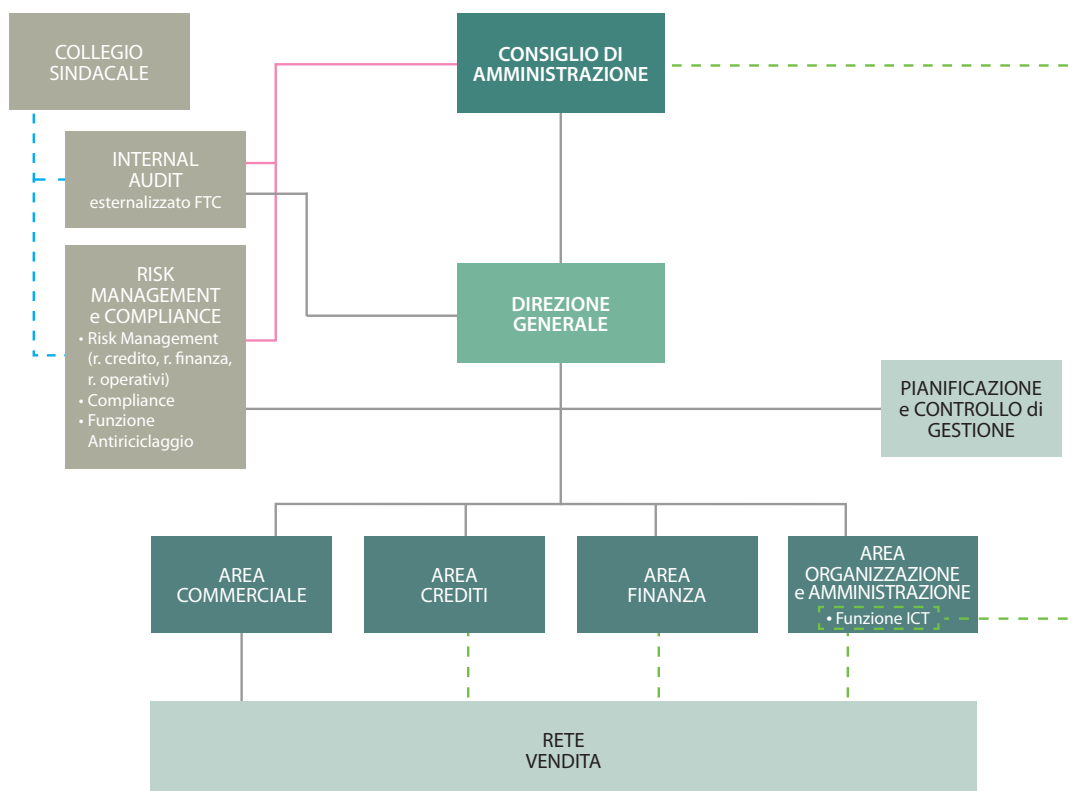 COLLEGIO
SINDACALE
CONSIGLIO DI
AMMINISTRAZIONE
INTERNAL
AUDIT
esternalizzato FTC
RISK
MANAGEMENT
e COMPLIANCE
• Risk Management
(r. credito, r. finanza,
r. operativi)
• Compliance
• Funzione
Antiriciclaggio
DIREZIONE
GENERALE
PIANIFICAZIONE
e CONTROLLO di
GESTIONE
AREA
COMMERCIALE
AREA
CREDITI
AREA
FINANZA
AREA
ORGANIZZAZIONE
e AMMINISTRAZIONE
• Funzione ICT
RETE
VENDITA